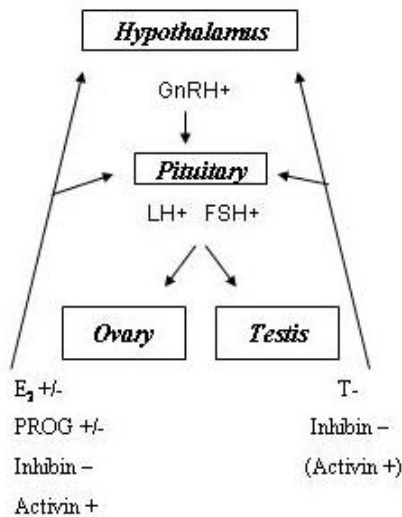 Hypothalamus
GnRH+
Pituitary
LH+ FSH+
Ovary
Testis
E₂ +/-
PROG +/-
Inhibin –
Activin +
T-
Inhibin –
(Activin +)